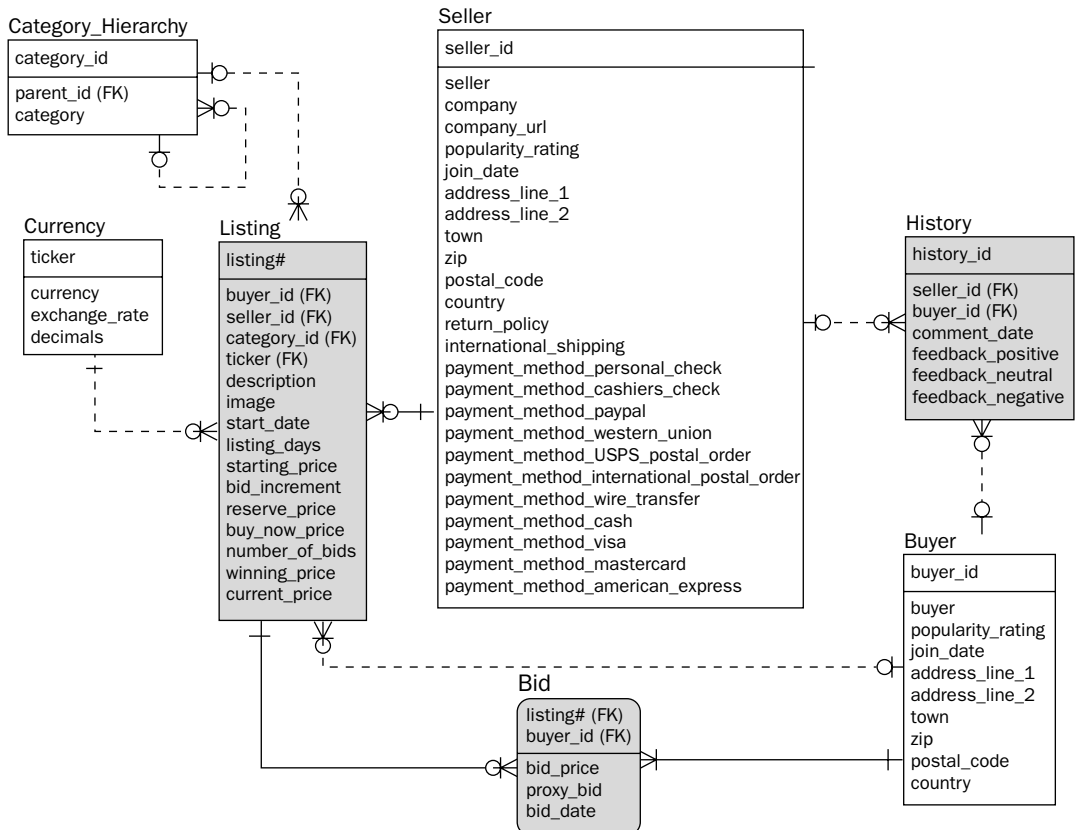 Category_Hierarchy
category_id
parent_id (FK)
category
Currency
ticker
currency
exchange_rate
decimals
Listing
listing#
buyer_id (FK)
seller_id (FK)
category_id (FK)
ticker (FK)
description
image
start_date
listing_days
starting_price
bid_increment
reserve_price
buy_now_price
number_of_bids
winning_price
current_price
Seller
seller_id
seller
company
company_url
popularity_rating
join_date
address_line_1
address_line_2
town
zip
postal_code
country
return_policy
international_shipping
payment_method_personal_check
payment_method_cashiers_check
payment_method_paypal
payment_method_western_union
payment_method_USPS_postal_order
payment_method_international_postal_order
payment_method_wire_transfer
payment_method_cash
payment_method_visa
payment_method_mastercard
payment_method_american_express
History
history_id
seller_id (FK)
buyer_id (FK)
comment_date
feedback_positive
feedback_neutral
feedback_negative
Buyer
buyer_id
buyer
popularity_rating
join_date
address_line_1
address_line_2
town
zip
postal_code
country
Bid
listing# (FK)
buyer_id (FK)
bid_price
proxy_bid
bid_date